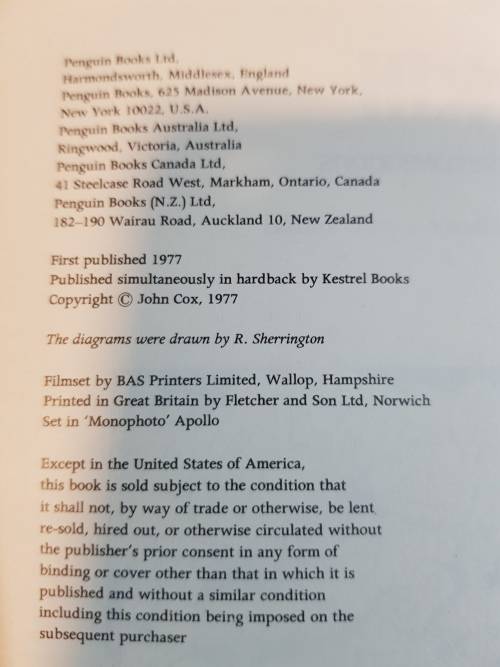 Penguin Books Ltd,
Harmondsworth, Middlesex, England
Penguin Books, 625 Madison Avenue, New York,
New York 10022, U.S.A.
Penguin Books Australia Ltd,
Ringwood, Victoria, Australia
Penguin Books Canada Ltd,
41 Steelcase Road West, Markham, Ontario, Canada
Penguin Books (N.Z.) Ltd,
182–190 Wairau Road, Auckland 10, New Zealand
First published 1977
Published simultaneously in hardback by Kestrel Books
Copyright © John Cox, 1977
The diagrams were drawn by R. Sherrington
Filmset by BAS Printers Limited, Wallop, Hampshire
Printed in Great Britain by Fletcher and Son Ltd, Norwich
Set in ‘Monophoto’ Apollo
Except in the United States of America,
this book is sold subject to the condition that
it shall not, by way of trade or otherwise, be lent
re-sold, hired out, or otherwise circulated without
the publisher's prior consent in any form of
binding or cover other than that in which it is
published and without a similar condition
including this condition being imposed on the
subsequent purchaser